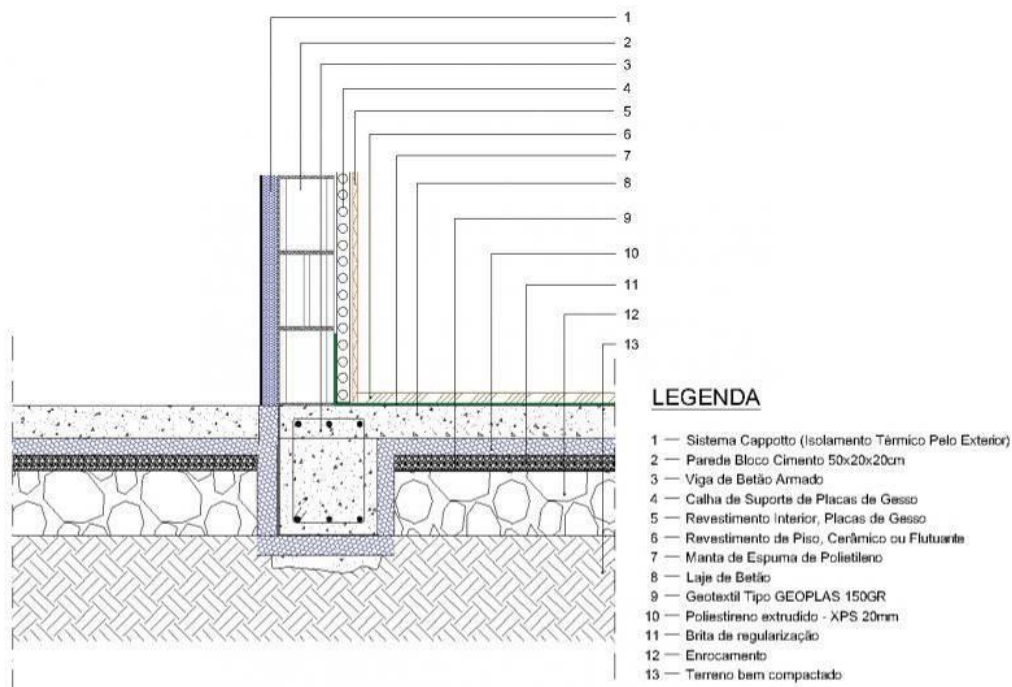 1
2
3
4
5
6
7
8
9
10
11
12
13
LEGENDA
1 — Sistema Cappotto (Isolamento Térmico Pelo Exterior)
2 — Parede Bloco Cimento 50x20x20cm
3 — Viga de Betão Armado
4 — Calha de Suporte de Placas de Gesso
5 — Revestimento Interior, Placas de Gesso
6 — Revestimento de Piso, Cerâmico ou Flutuante
7 — Manta de Espuma de Polietileno
8 — Laje de Betão
9 — Geotextil Tipo GEOPLAS 150GR
10 — Poliestireno extrudido - XPS 20mm
11 — Brita de regularização
12 — Enrocamento
13 — Terreno bem compactado